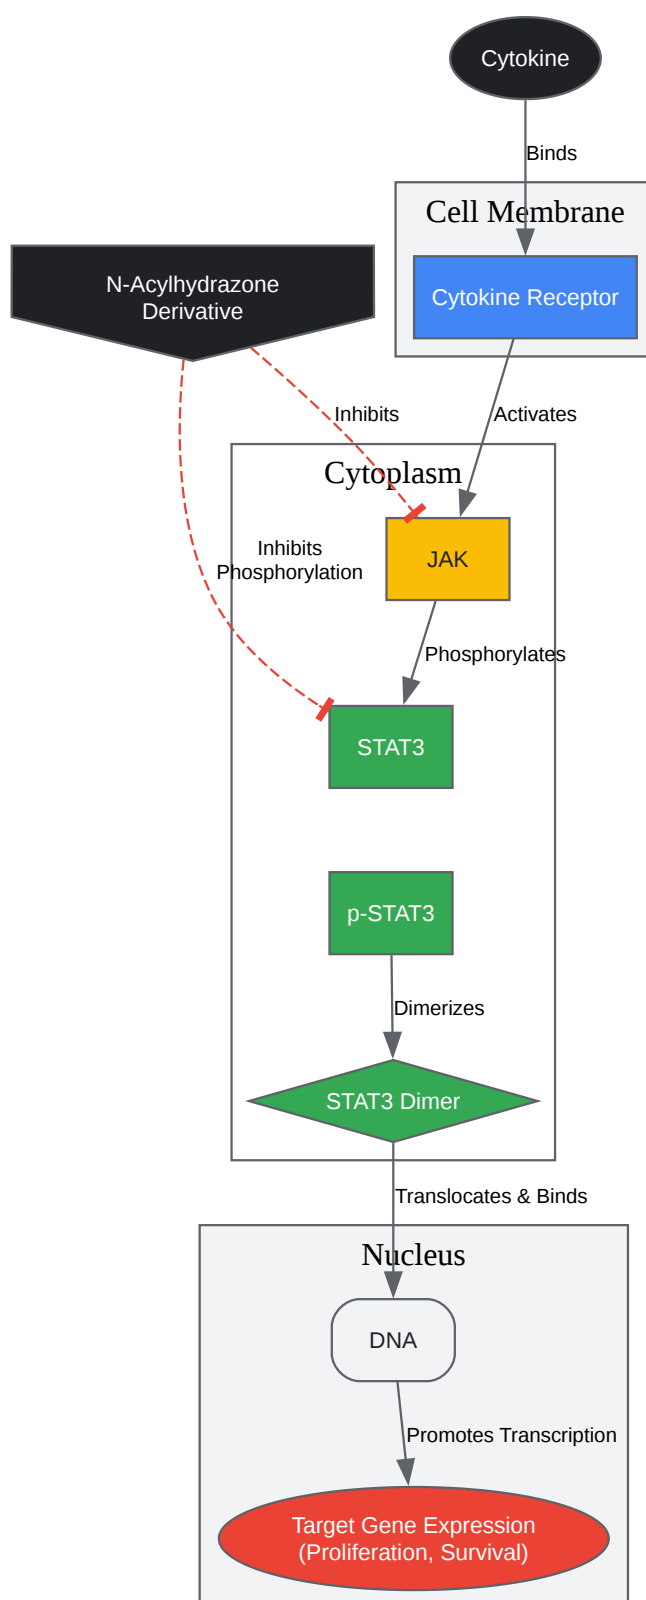 Cytokine
Binds
Cell Membrane
Cytokine Receptor
N-Acylhydrazone
Derivative
Inhibits
Activates
Cytoplasm
JAK
Inhibits
Phosphorylation
Phosphorylates
STAT3
p-STAT3
Dimerizes
STAT3 Dimer
Translocates & Binds
Nucleus
DNA
Promotes Transcription
Target Gene Expression
(Proliferation, Survival)